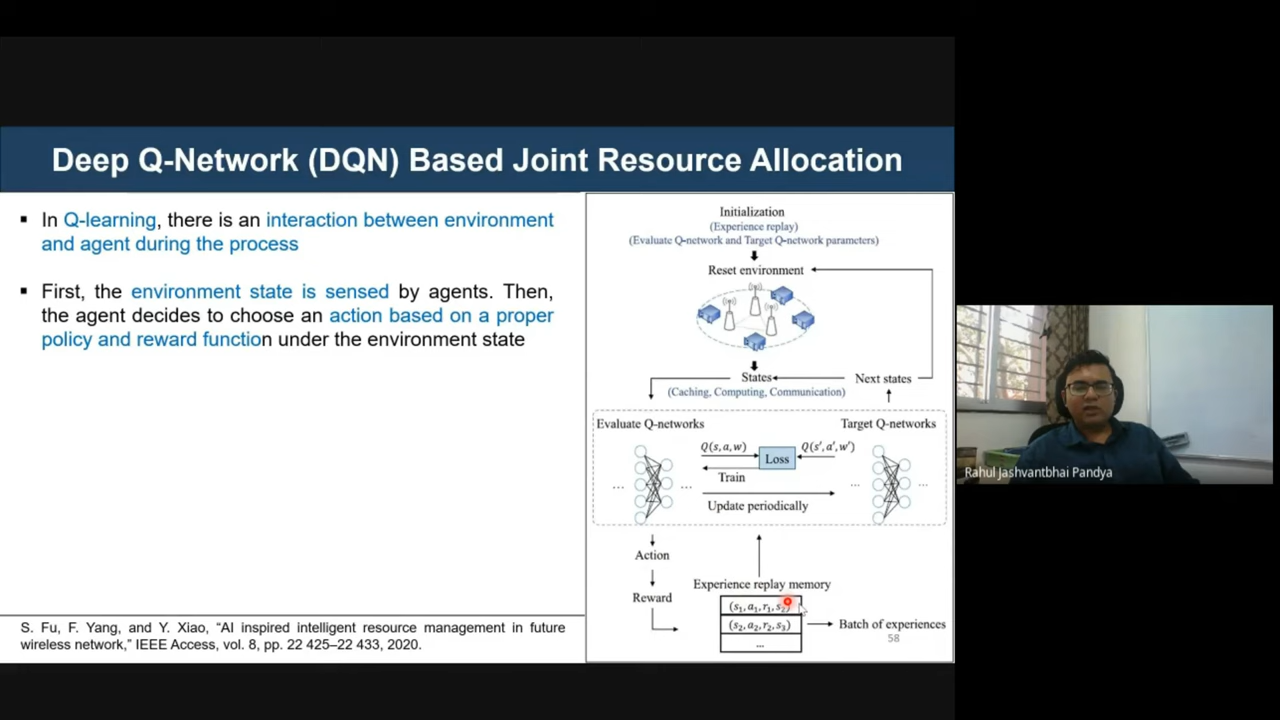 Deep Q-Network (DQN) Based Joint Resource Allocation
▪ In Q-learning, there is an interaction between environment
and agent during the process
▪ First, the environment state is sensed by agents. Then,
the agent decides to choose an action based on a proper
policy and reward function under the environment state
S. Fu, F. Yang, and Y. Xiao, "AI inspired intelligent resource management in future
wireless network," IEEE Access, vol. 8, pp. 22 425–22 433, 2020.
Initialization
(Experience replay)
(Evaluate Q-network and Target Q-network parameters)
Reset environment
States
Next states
(Caching, Computing, Communication)
Evaluate Q-networks
Target Q-networks
Q(s, a, w)
Loss
Q(s′, a′, w′)
Train
... ... ... ...
Update periodically
Action
Experience replay memory
Reward
(s₁, a₁, r₁, s₂)
(s₂, a₂, r₂, s₃)
Batch of experiences
...
58
Rahul Jashvantbhai Pandya